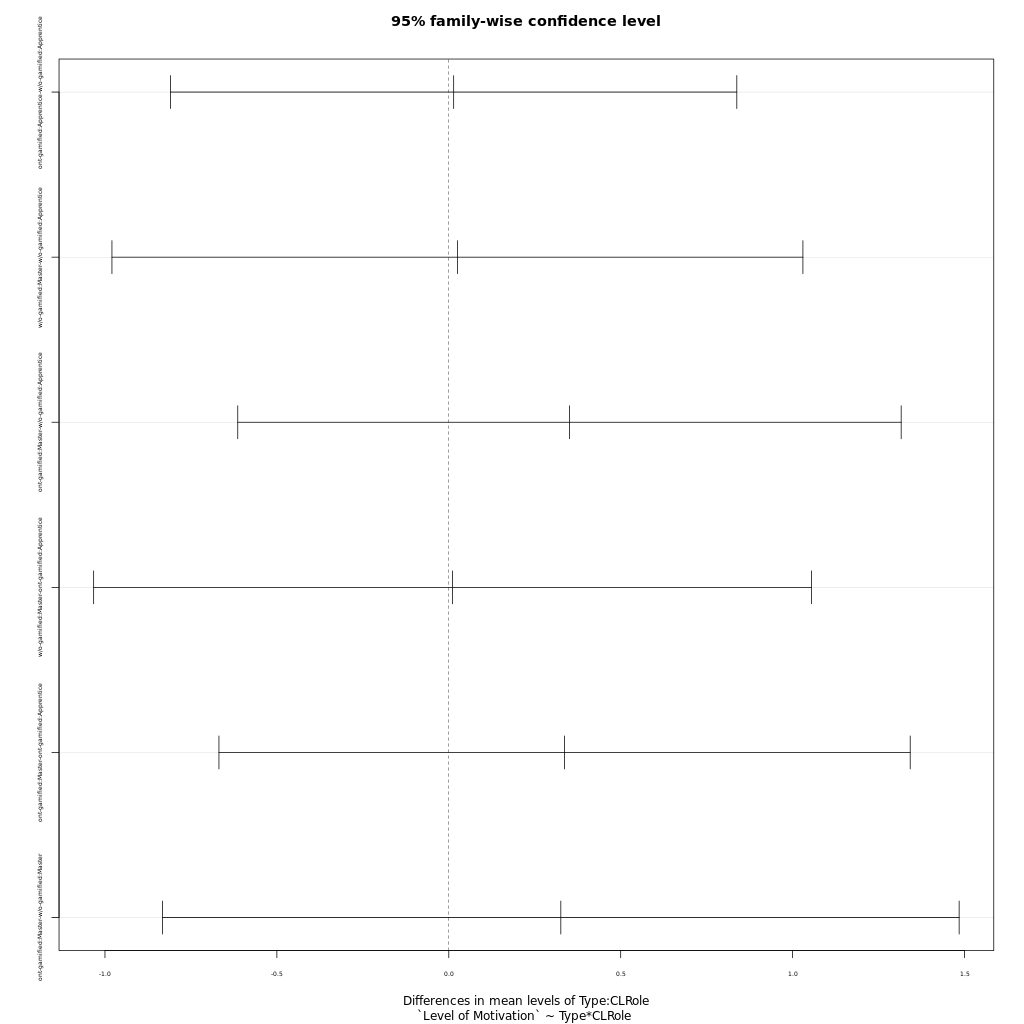 95% family-wise confidence level
ont-gamified:Apprentice-w/o-gamified:Apprentice
w/o-gamified:Master-w/o-gamified:Apprentice
ont-gamified:Master-w/o-gamified:Apprentice
w/o-gamified:Master-ont-gamified:Apprentice
ont-gamified:Master-ont-gamified:Apprentice
ont-gamified:Master-w/o-gamified:Master
-1.0 -0.5 0.0 0.5 1.0 1.5
Differences in mean levels of Type:CLRole
`Level of Motivation` ~ Type*CLRole